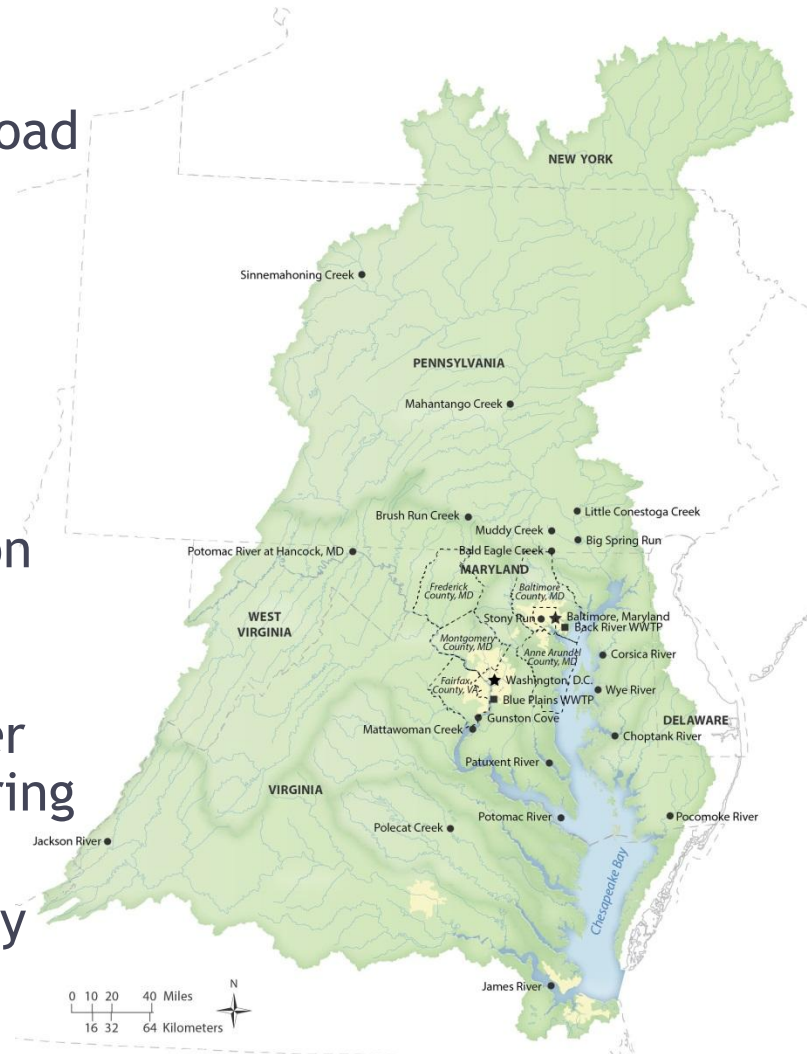 oad
on
er
ring
y
NEW YORK
Sinnemahoning Creek
PENNSYLVANIA
Mahantango Creek
Little Conestoga Creek
Brush Run Creek
Muddy Creek
Big Spring Run
Potomac River at Hancock, MD
Bald Eagle Creek
MARYLAND
Frederick
County, MD
Baltimore
County, MD
WEST
VIRGINIA
Stony Run
Baltimore, Maryland
Back River WWTP
Montgomery
County, MD
Anne Arundel
County, MD
Corsica River
Fairfax
County, VA
Washington, D.C.
Wye River
Blue Plains WWTP
Gunston Cove
DELAWARE
Mattawoman Creek
Choptank River
Patuxent River
VIRGINIA
Potomac River
Pocomoke River
Polecat Creek
Jackson River
Chesapeake Bay
James River
0 10 20 40 Miles
16 32 64 Kilometers
N